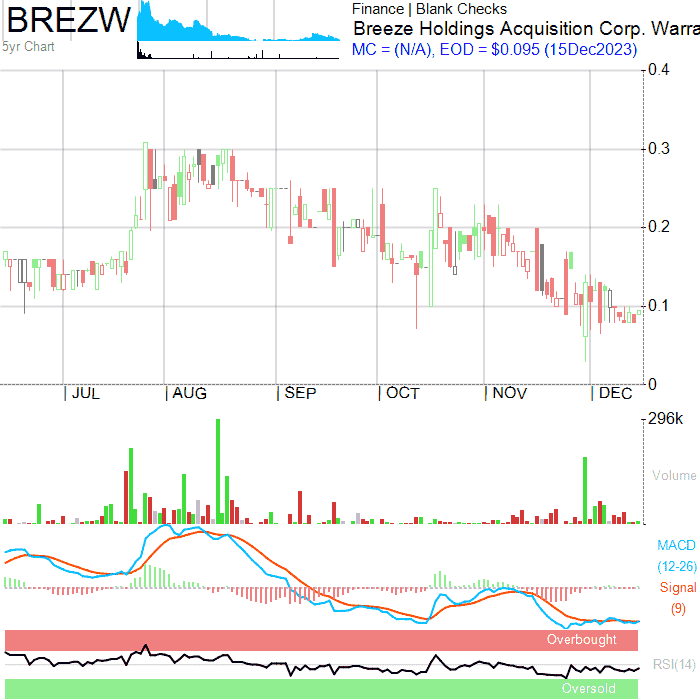 BREZW
5yr Chart
Finance | Blank Checks
Breeze Holdings Acquisition Corp. Warra
MC = (N/A), EOD = $0.095 (15Dec2023)
0.4
0.3
0.2
0.1
0
JUL AUG SEP OCT NOV DEC
296k
Volume
MACD
(12-26)
Signal
(9)
Overbought
RSI(14)
Oversold